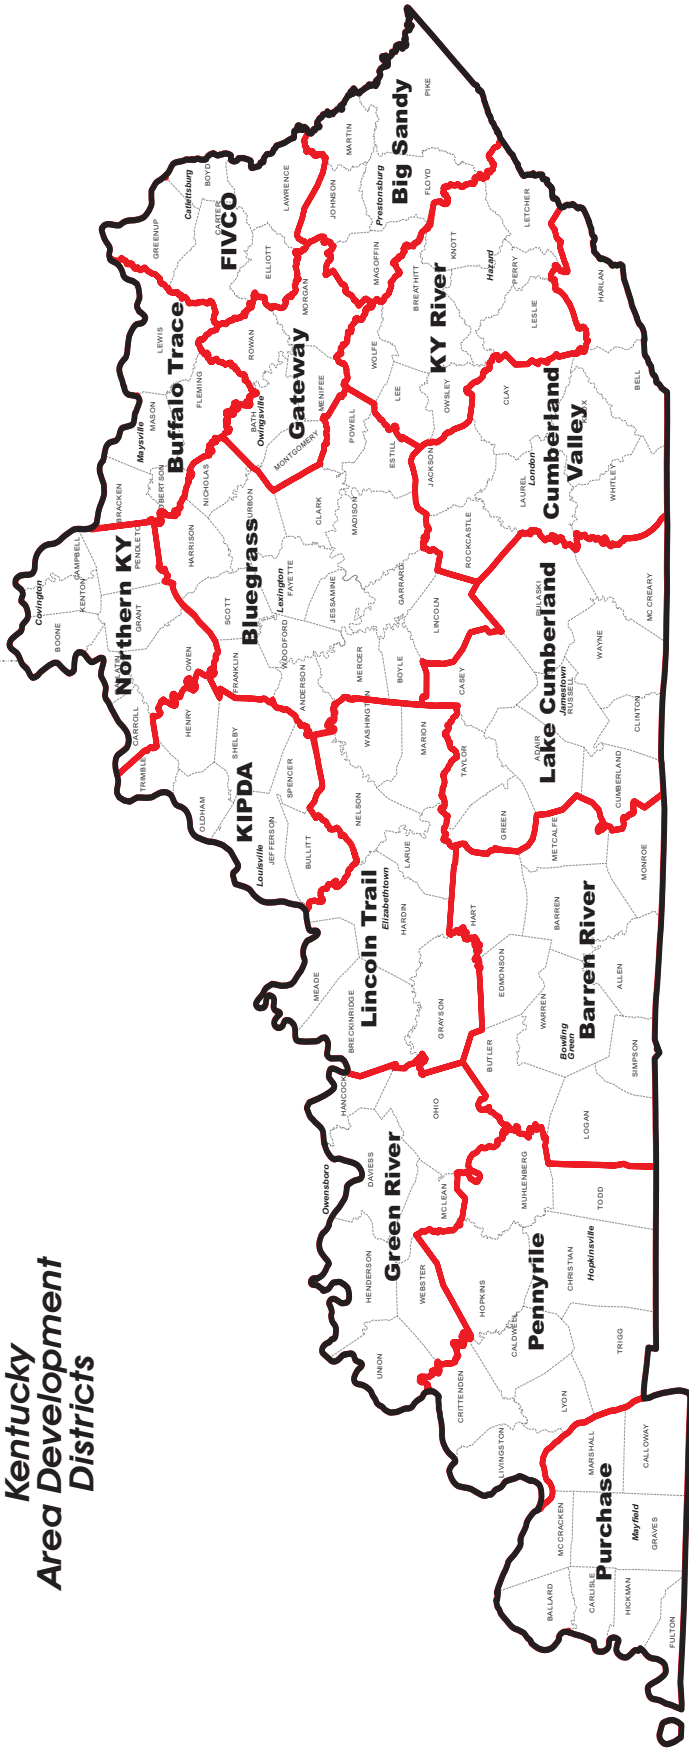 Kentucky
Area Development
Districts
Purchase
BALLARD
MC CRACKEN
CARLISLE
HICKMAN
FULTON
GRAVES
Mayfield
MARSHALL
CALLOWAY
Pennyrile
LIVINGSTON
CRITTENDEN
LYON
CALDWELL
TRIGG
HOPKINS
CHRISTIAN
Hopkinsville
TODD
MUHLENBERG
Green River
UNION
HENDERSON
WEBSTER
Owensboro
DAVIESS
MCLEAN
HANCOCK
OHIO
Barren River
BUTLER
LOGAN
EDMONSON
WARREN
Bowling
Green
SIMPSON
ALLEN
HART
BARREN
METCALFE
MONROE
Lincoln Trail
MEADE
BRECKINRIDGE
GRAYSON
HARDIN
Elizabethtown
LARUE
NELSON
WASHINGTON
MARION
KIPDA
Louisville
JEFFERSON
BULLITT
OLDHAM
TRIMBLE
HENRY
SHELBY
SPENCER
Northern KY
Covington
BOONE
KENTON
CAMPBELL
CARROLL
GRANT
OWEN
Bluegrass
FRANKLIN
SCOTT
HARRISON
NICHOLAS
WOODFORD
Lexington
FAYETTE
ANDERSON
JESSAMINE
CLARK
MERCER
BOYLE
GARRARD
LINCOLN
MADISON
ESTILL
POWELL
Lake Cumberland
TAYLOR
GREEN
CASEY
ADAIR
Jamestown
RUSSELL
CUMBERLAND
CLINTON
WAYNE
MC CREARY
Buffalo Trace
Maysville
MASON
BRACKEN
LEWIS
FLEMING
Gateway
ROWAN
BATH
Owingsville
MONTGOMERY
MENIFEE
MORGAN
FIVCO
GREENUP
Catlettsburg
BOYD
CARTER
ELLIOTT
LAWRENCE
Big Sandy
MARTIN
JOHNSON
Prestonsburg
FLOYD
MAGOFFIN
PIKE
KY River
WOLFE
LEE
OWSLEY
BREATHITT
KNOTT
Hazard
PERRY
LESLIE
LETCHER
Cumberland
Valley
JACKSON
ROCKCASTLE
LAUREL
London
CLAY
WHITLEY
BELL
HARLAN